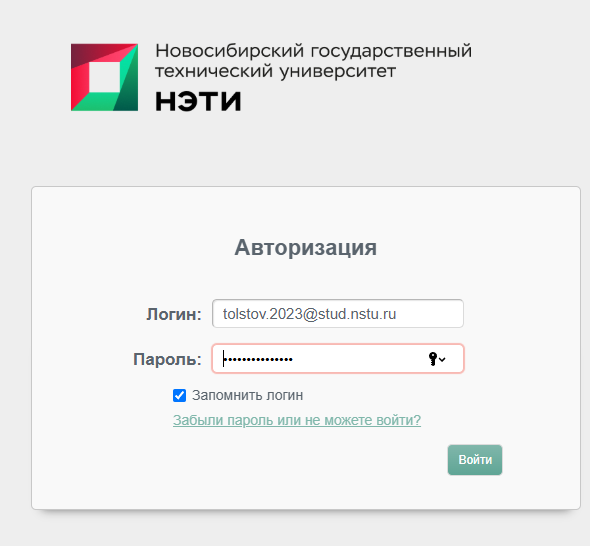 Новосибирский государственный
технический университет
НЭТИ
Авторизация
Логин: tolstov.2023@stud.nstu.ru
Пароль: ••••••••••••••
Запомнить логин
Забыли пароль или не можете войти?
Войти